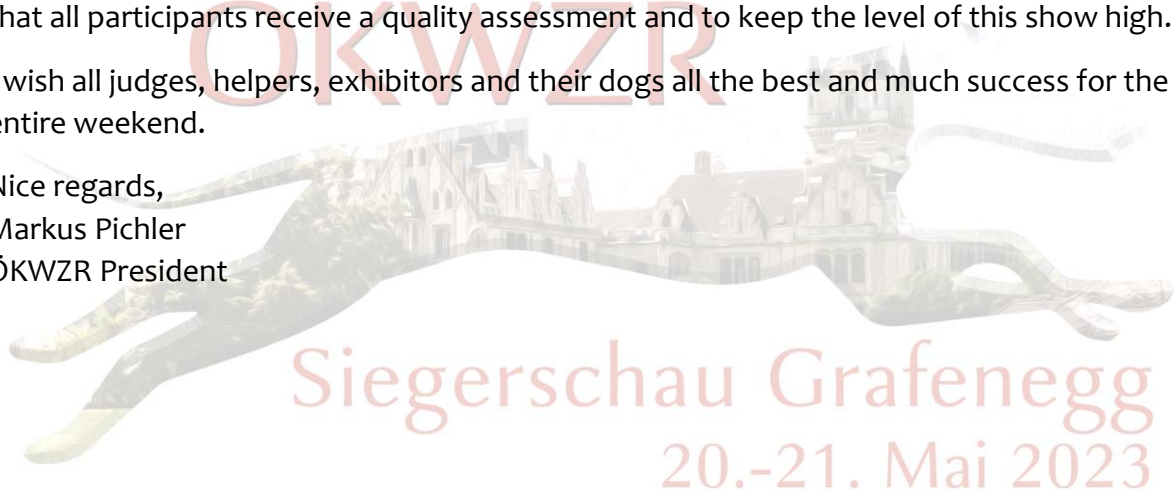 hat all participants receive a quality assessment and to keep the level of this show high.
ÖKWZR
wish all judges, helpers, exhibitors and their dogs all the best and much success for the
entire weekend.
Nice regards,
Markus Pichler
ÖKWZR President
Siegerschau Grafenegg
20.-21. Mai 2023